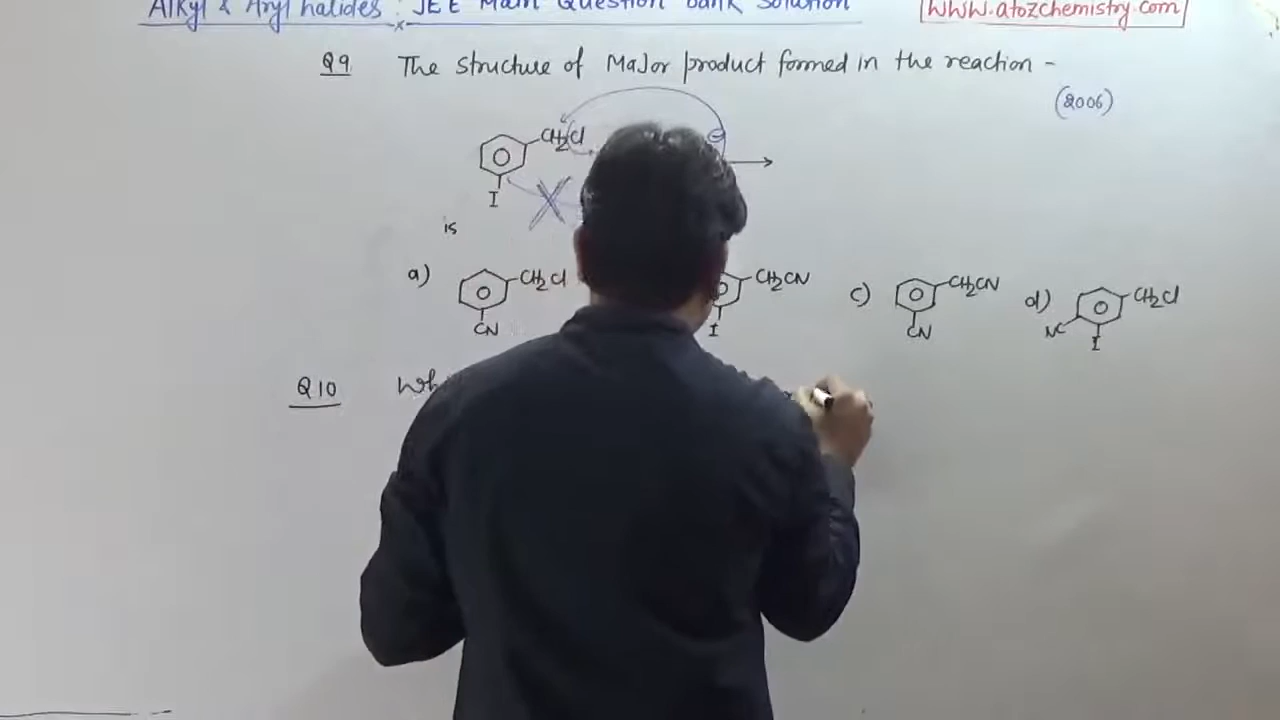 Alkyl & Aryl halides : JEE Main Question bank solution
www.atozchemistry.com
Q9 The structure of Major product formed in the reaction -
(2006)
CH2Cl
I
is
a) CH2Cl CN
CH2CN I
c) CH2CN CN
d) CH2Cl NC I
Q10